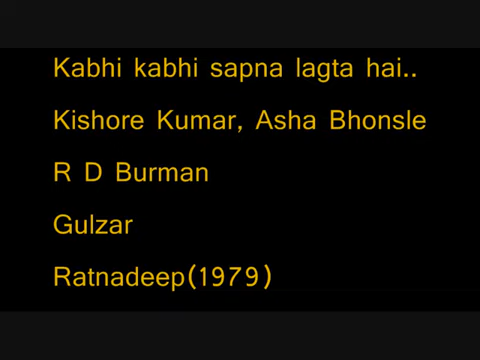 Kabhi kabhi sapna lagta hai..
Kishore Kumar, Asha Bhonsle
R D Burman
Gulzar
Ratnadeep(1979)